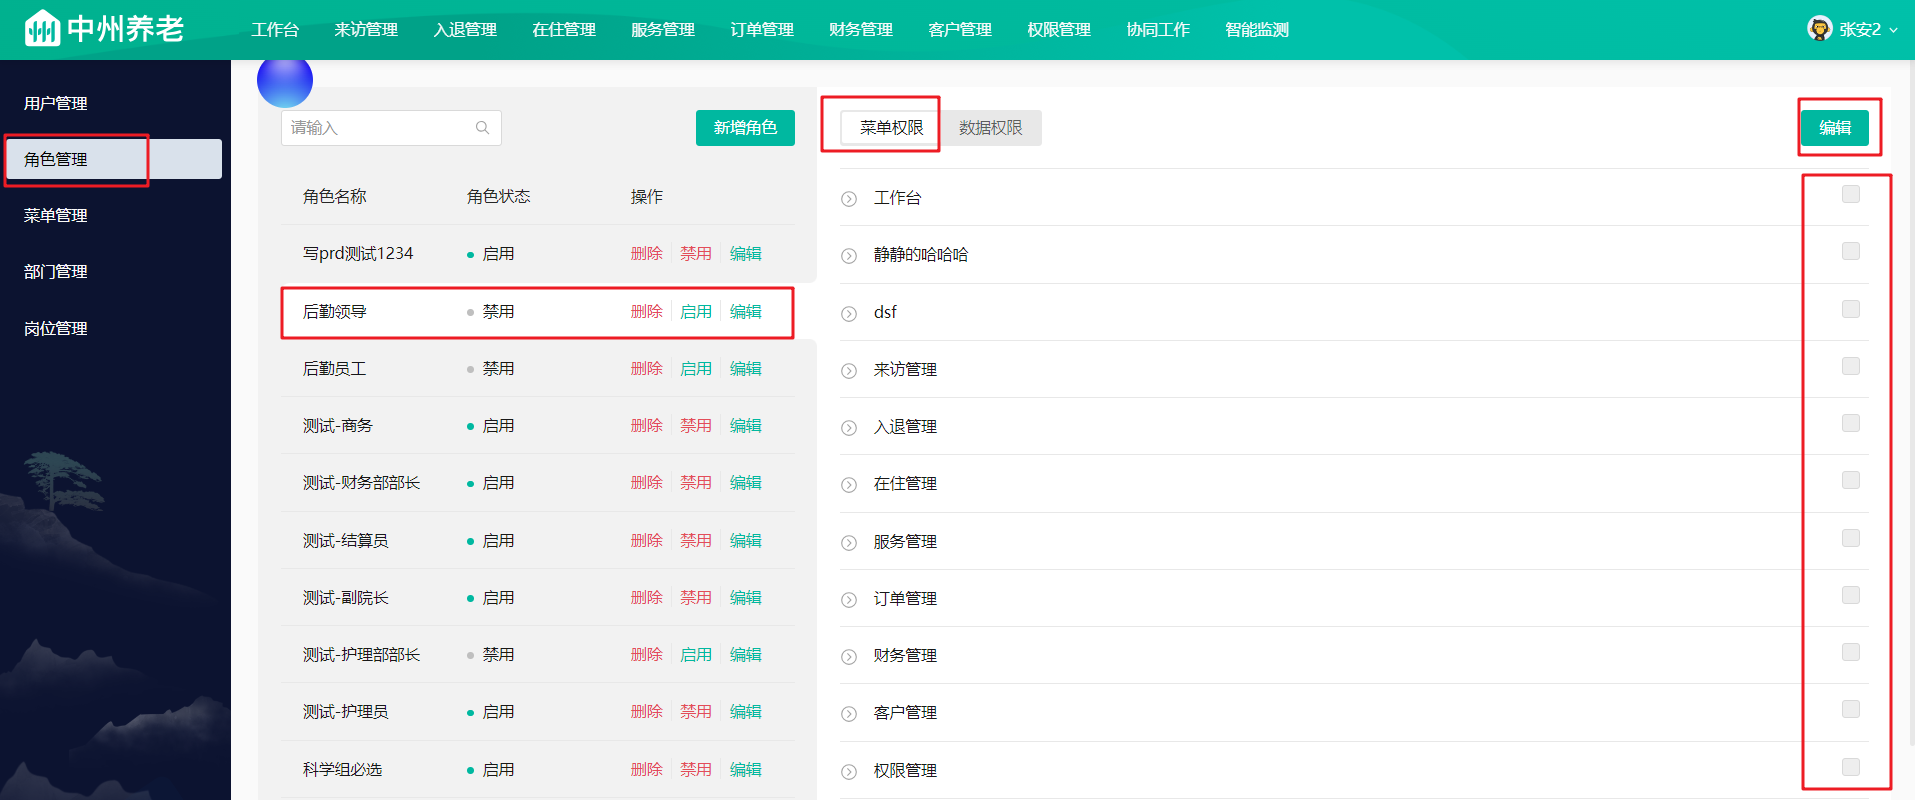 中州养老 工作台 来访管理 入退管理 在住管理 服务管理 订单管理 财务管理 客户管理 权限管理 协同工作 智能监测 张安2
用户管理
角色管理
菜单管理
部门管理
岗位管理
请输入 新增角色
角色名称 角色状态 操作
写prd测试1234 启用 删除 禁用 编辑
后勤领导 禁用 删除 启用 编辑
后勤员工 禁用 删除 启用 编辑
测试-商务 启用 删除 禁用 编辑
测试-财务部部长 启用 删除 禁用 编辑
测试-结算员 启用 删除 禁用 编辑
测试-副院长 启用 删除 禁用 编辑
测试-护理部部长 禁用 删除 启用 编辑
测试-护理员 启用 删除 禁用 编辑
科学组必选 启用 删除 禁用 编辑
菜单权限 数据权限 编辑
工作台
静静的哈哈哈
dsf
来访管理
入退管理
在住管理
服务管理
订单管理
财务管理
客户管理
权限管理